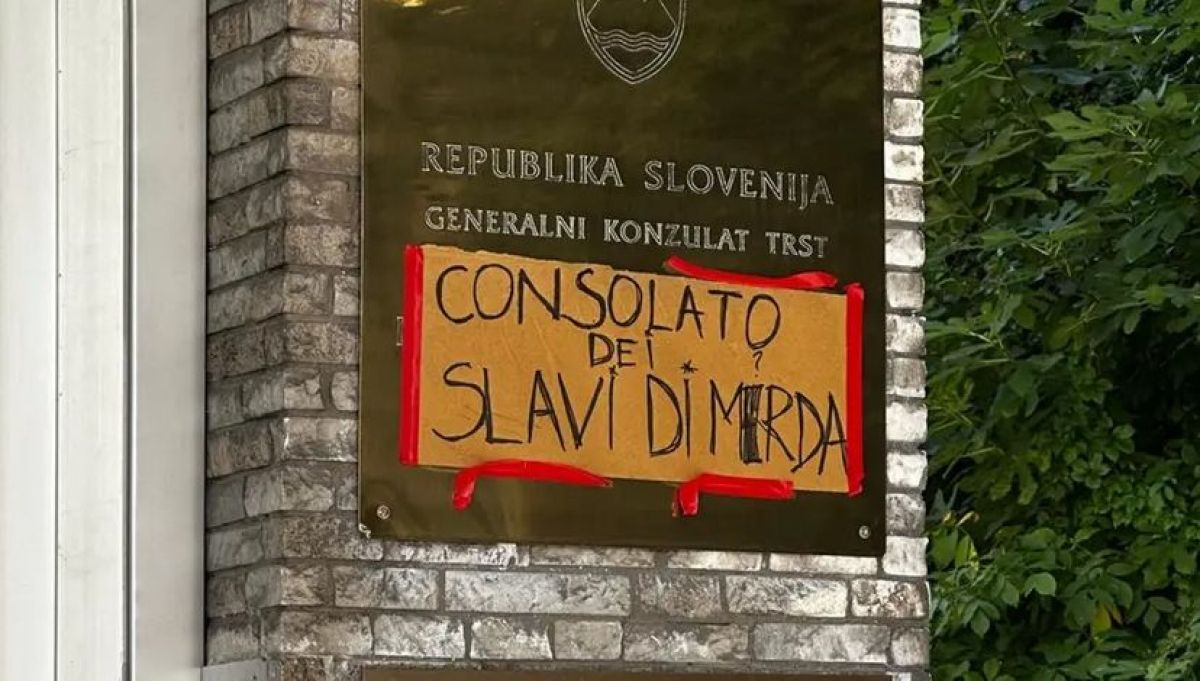 REPUBLIKA SLOVENIJA
GENERALNI KONZULAT TRST
CONSOLATO
DEI
SLAVI DI MERDA